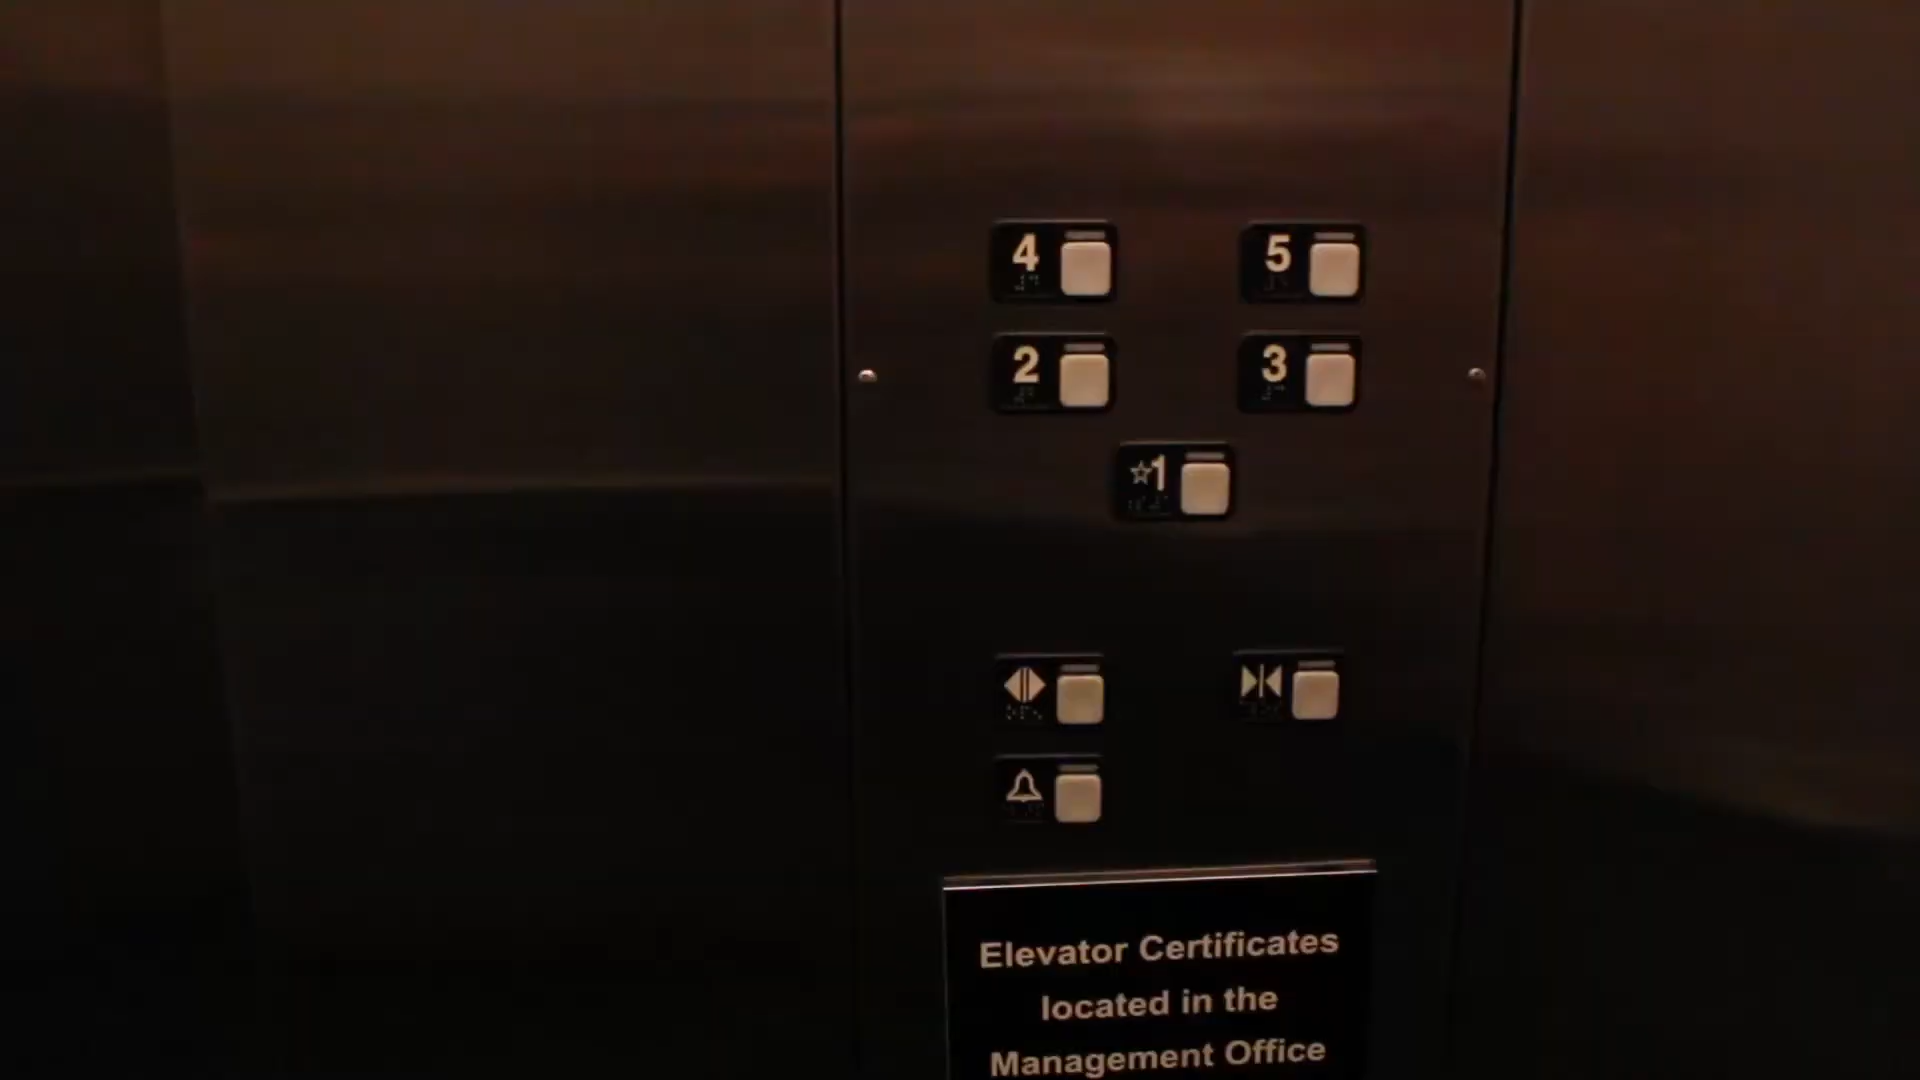 4 5
2 3
☆1
Elevator Certificates
located in the
Management Office